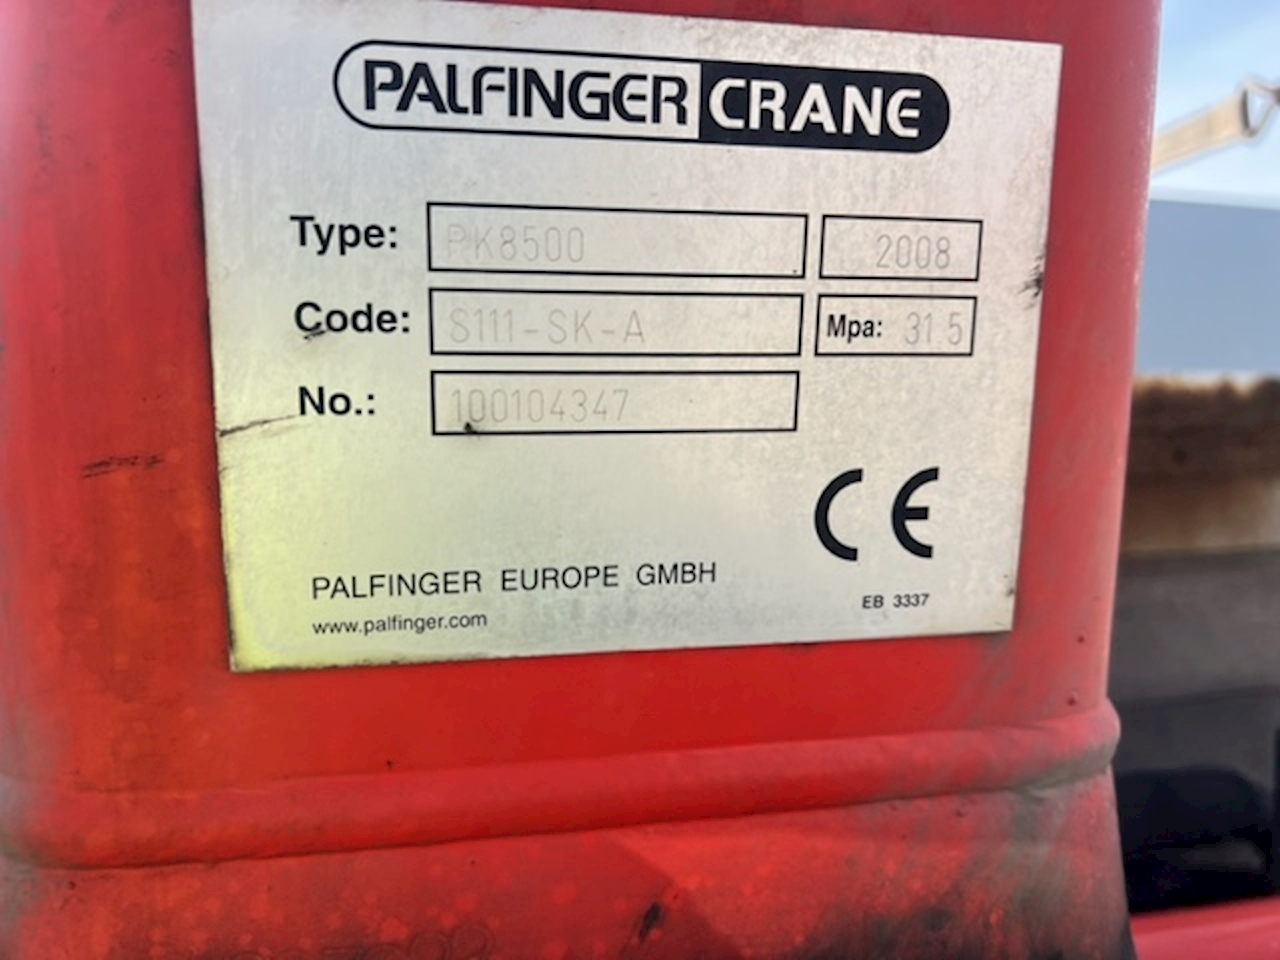 PALFINGER CRANE
Type: PK8500 2008
Code: S111-SK-A Mpa: 31.5
No.: 100104347
CE
PALFINGER EUROPE GMBH
www.palfinger.com
EB 3337